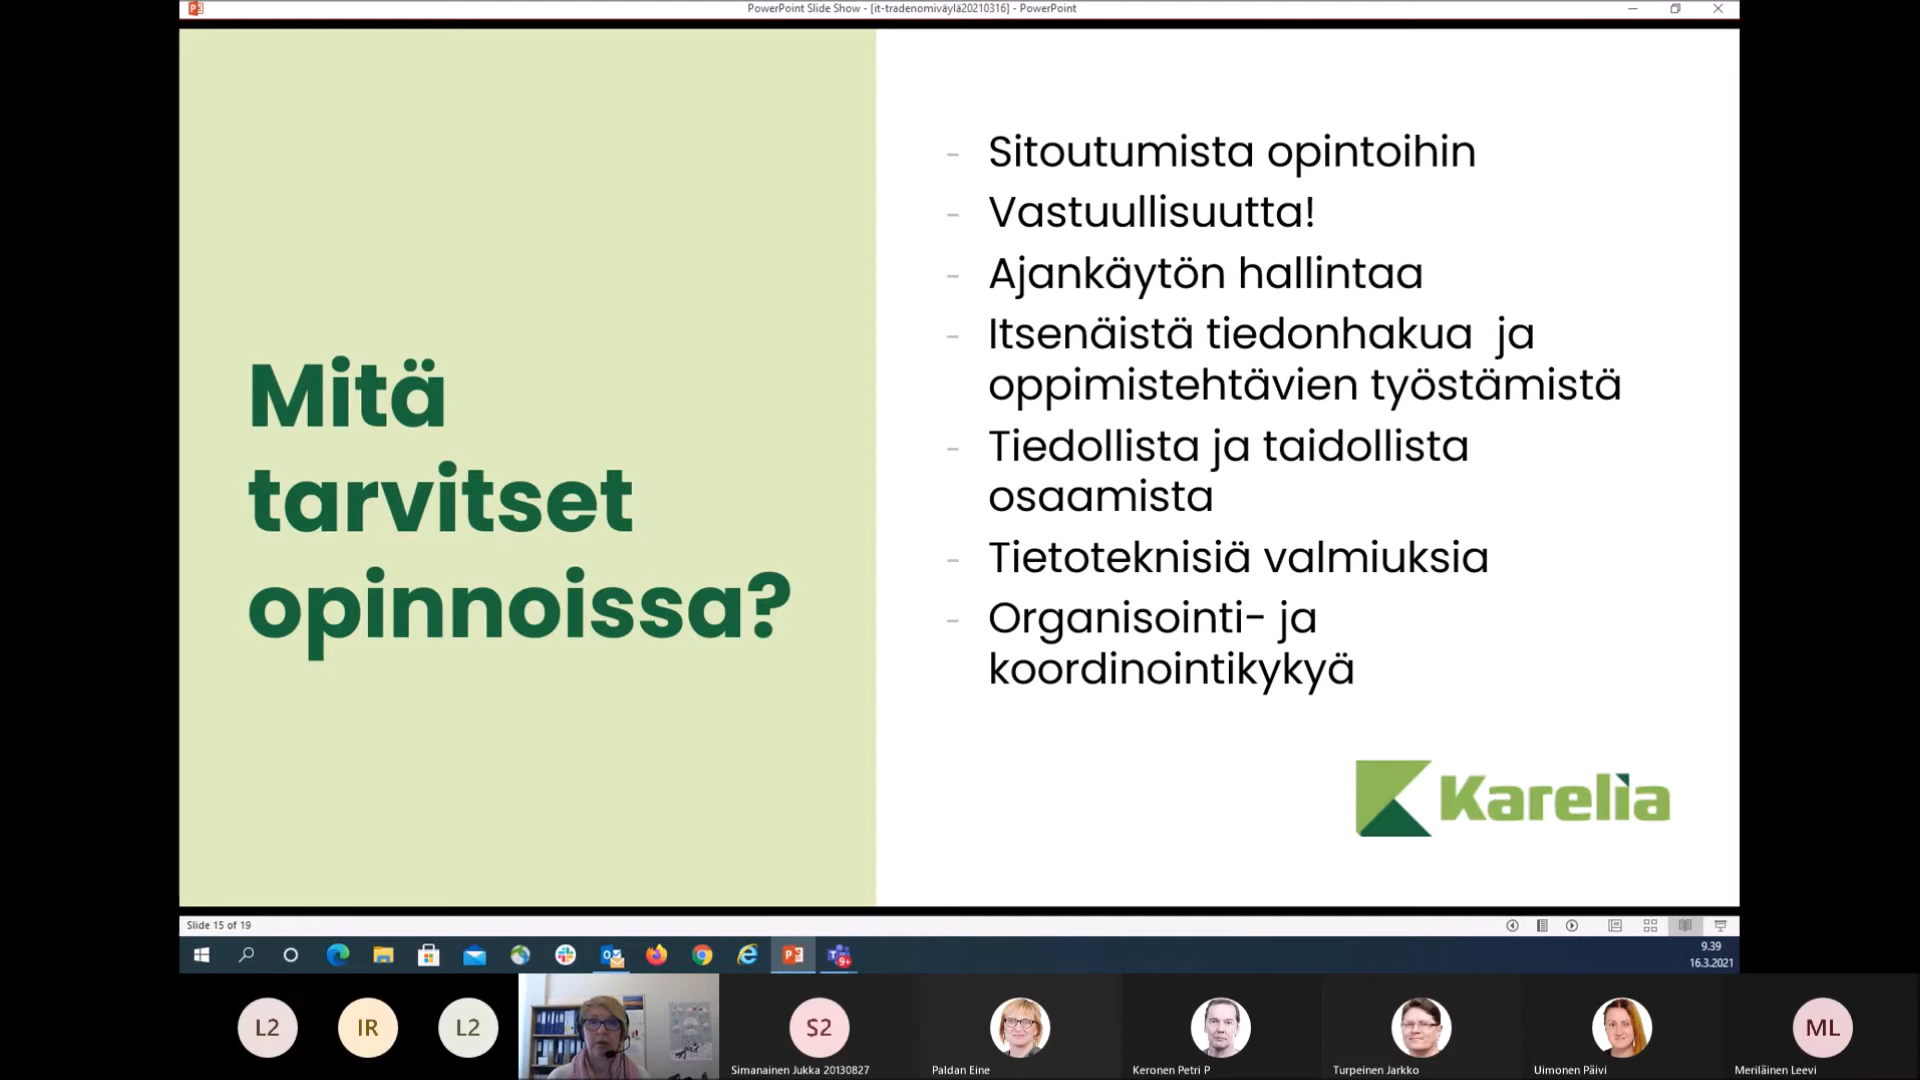 PowerPoint Slide Show - [it-tradenomiväylä20210316] - PowerPoint
Mitä
tarvitset
opinnoissa?
- Sitoutumista opintoihin
- Vastuullisuutta!
- Ajankäytön hallintaa
- Itsenäistä tiedonhakua ja
oppimistehtävien työstämistä
- Tiedollista ja taidollista
osaamista
- Tietoteknisiä valmiuksia
- Organisointi- ja
koordinointikykyä
Karelia
Slide 15 of 19
9+
9.39
16.3.2021
L2
IR
L2
S2
ML
Simanainen Jukka 20130827
Paldan Eine
Keronen Petri P
Turpeinen Jarkko
Uimonen Päivi
Meriläinen Leevi